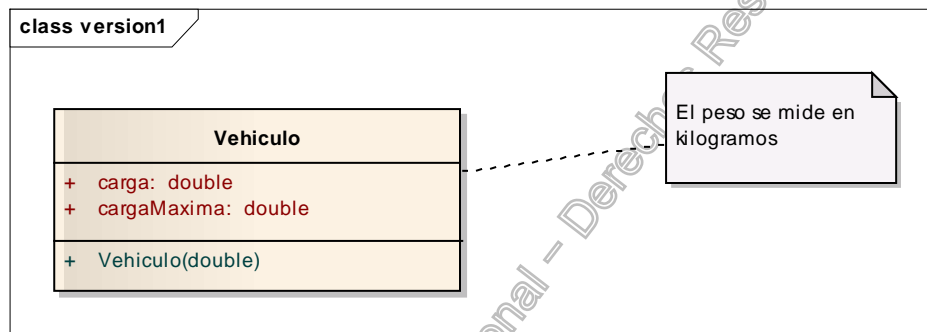 class version1
El peso se mide en
kilogramos
Vehiculo
+ carga: double
+ cargaMaxima: double
+ Vehiculo(double)